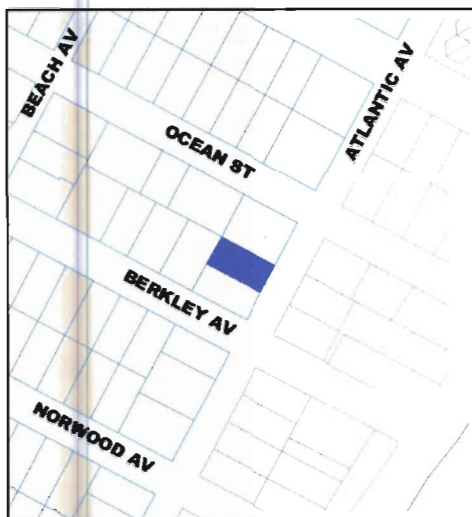 BEACH AV
ATLANTIC AV
OCEAN ST
BERKLEY AV
NORWOOD AV